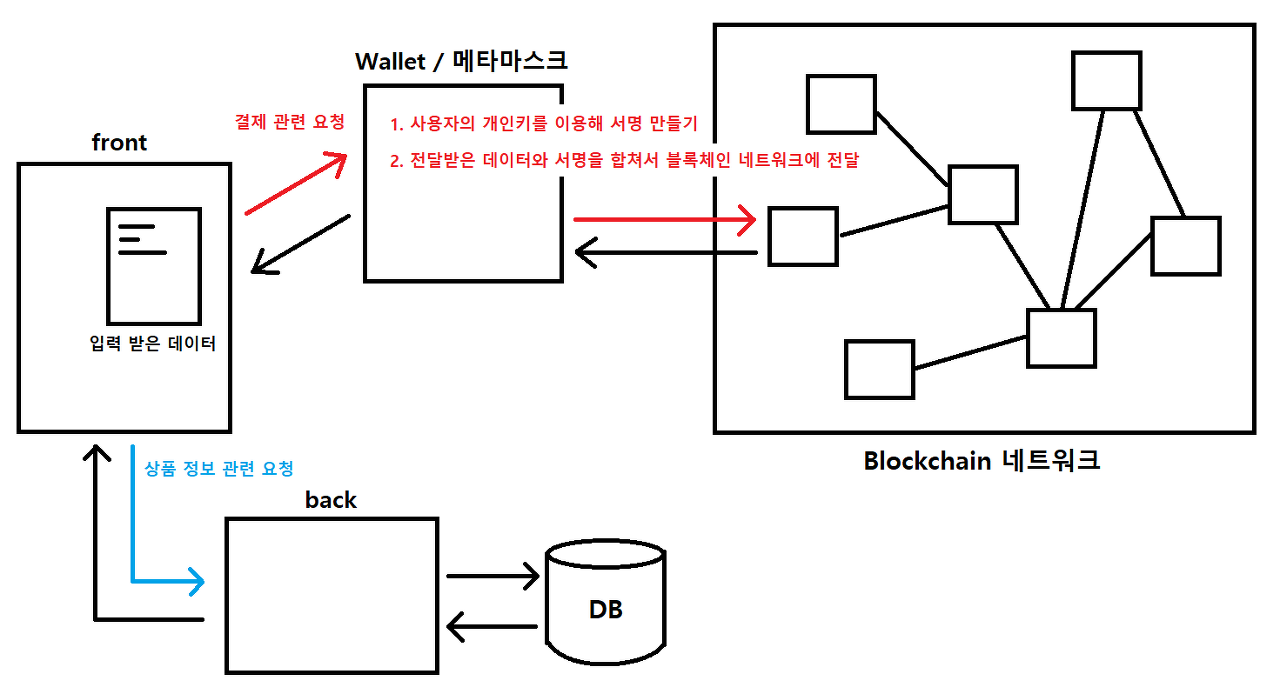 Wallet / 메타마스크
결제 관련 요청
1. 사용자의 개인키를 이용해 서명 만들기
2. 전달받은 데이터와 서명을 합쳐서 블록체인 네트워크에 전달
front
입력 받은 데이터
Blockchain 네트워크
상품 정보 관련 요청
back
DB